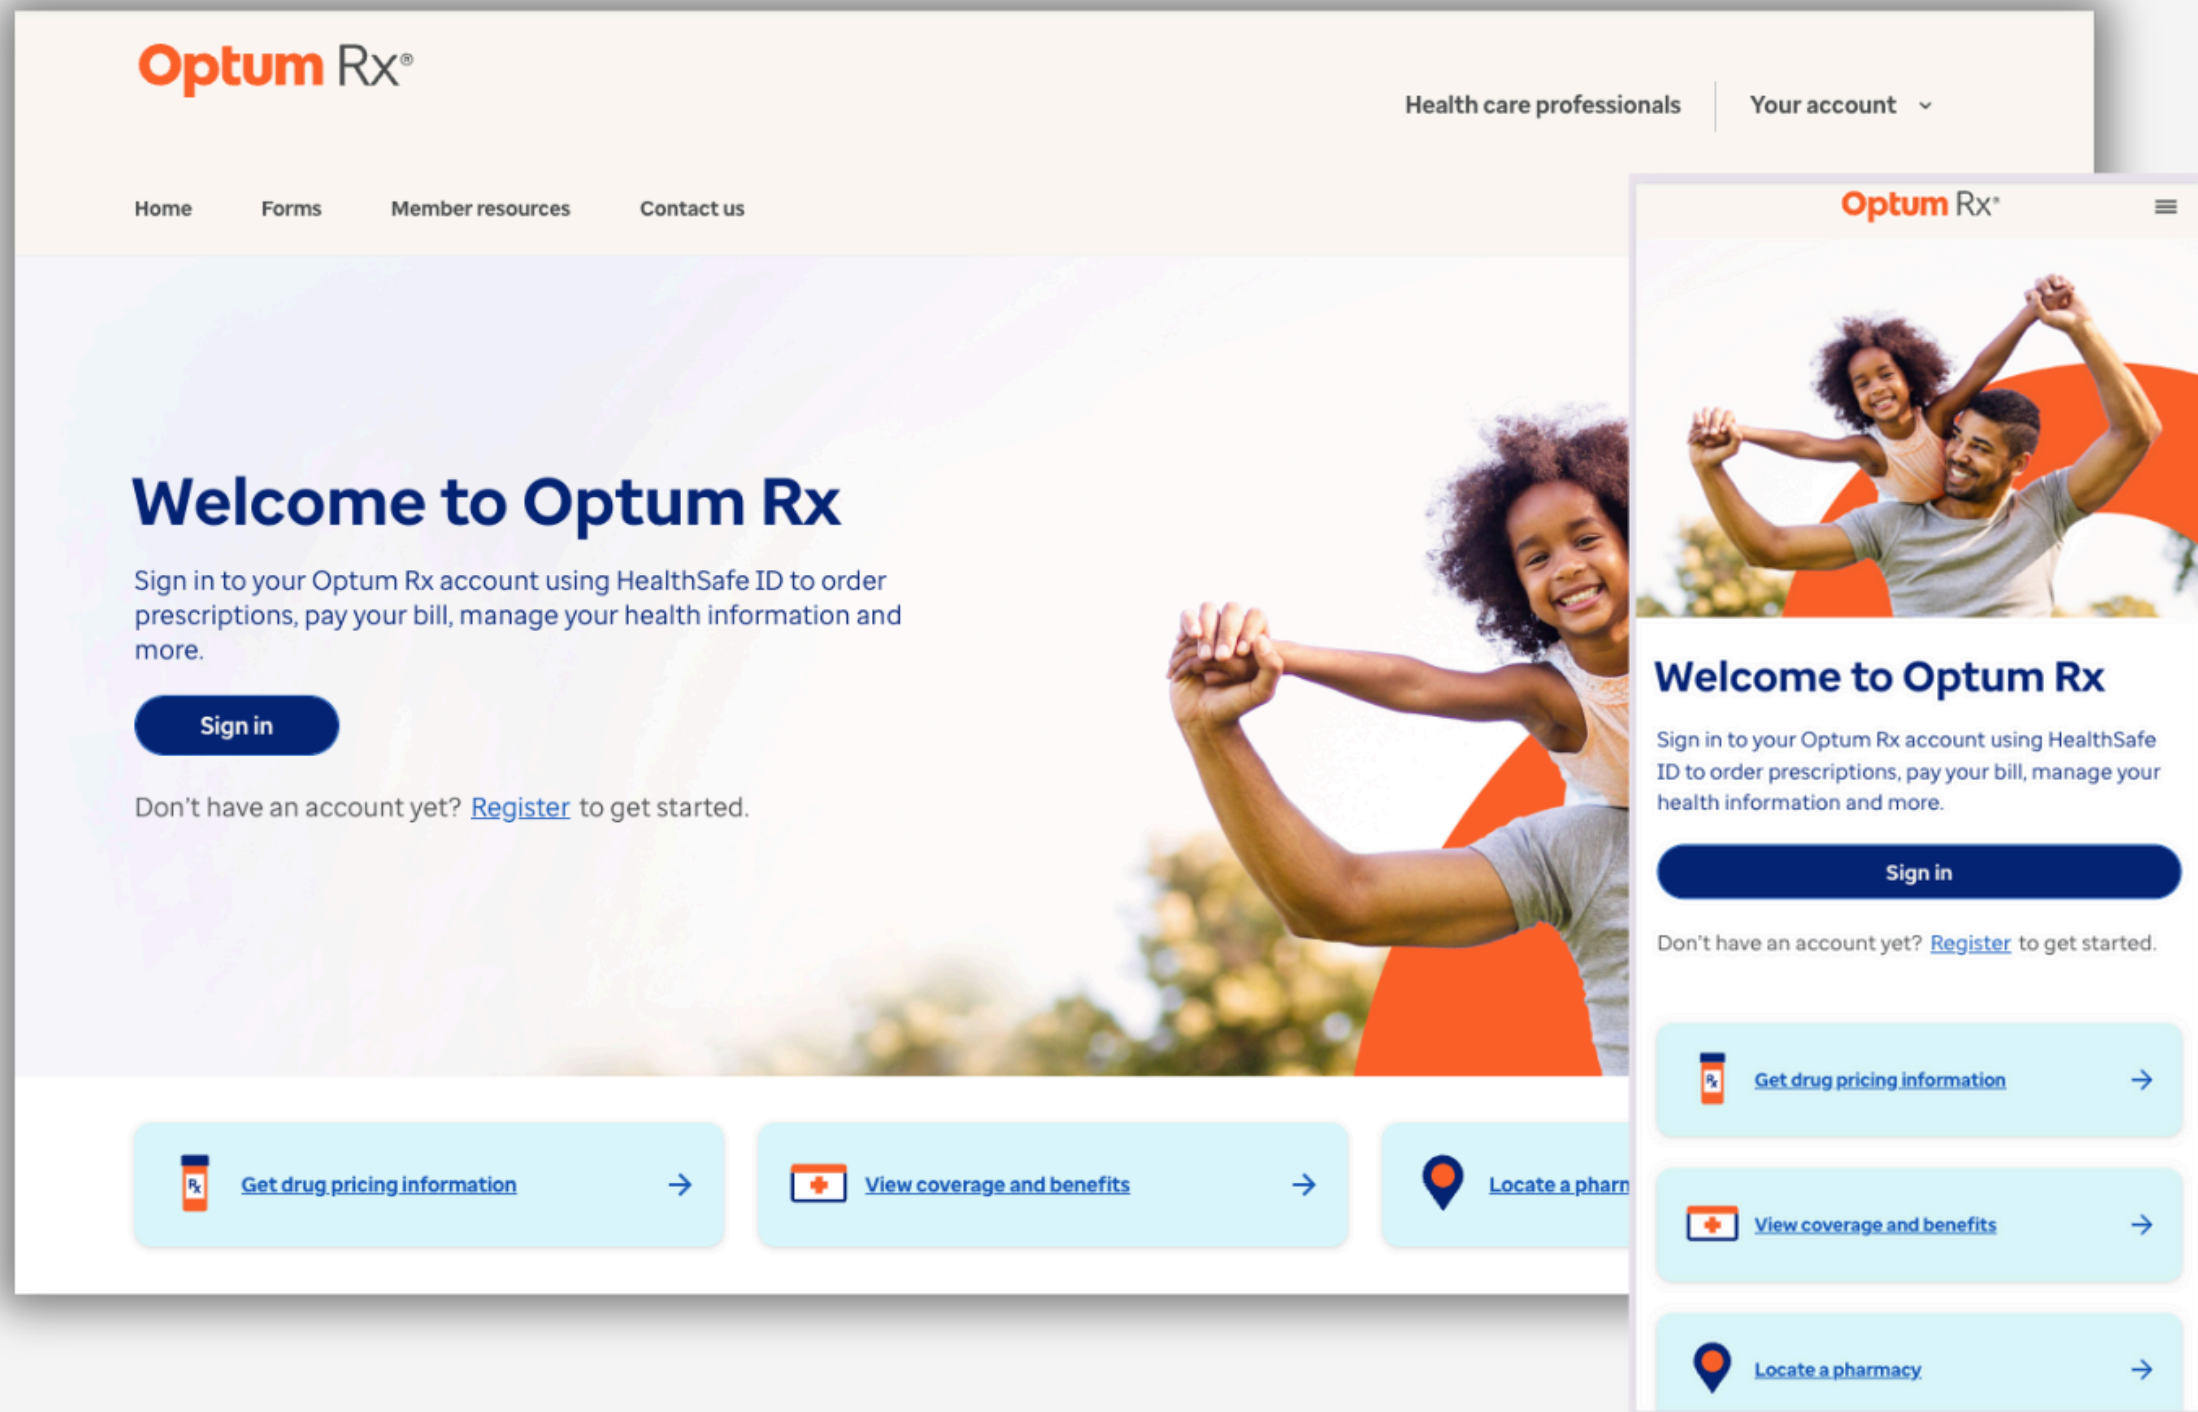 Optum Rx®
Health care professionals
Your account
Home
Forms
Member resources
Contact us
Welcome to Optum Rx
Sign in to your Optum Rx account using HealthSafe ID to order
prescriptions, pay your bill, manage your health information and
more.
Sign in
Don't have an account yet? Register to get started.
Rx
Get drug pricing information
View coverage and benefits
Locate a
Optum Rx®
Welcome to Optum Rx
Sign in to your Optum Rx account using HealthSafe
ID to order prescriptions, pay your bill, manage your
health information and more.
Sign in
Don't have an account yet? Register to get started.
Rx
Get drug pricing information
View coverage and benefits
Locate a pharmacy